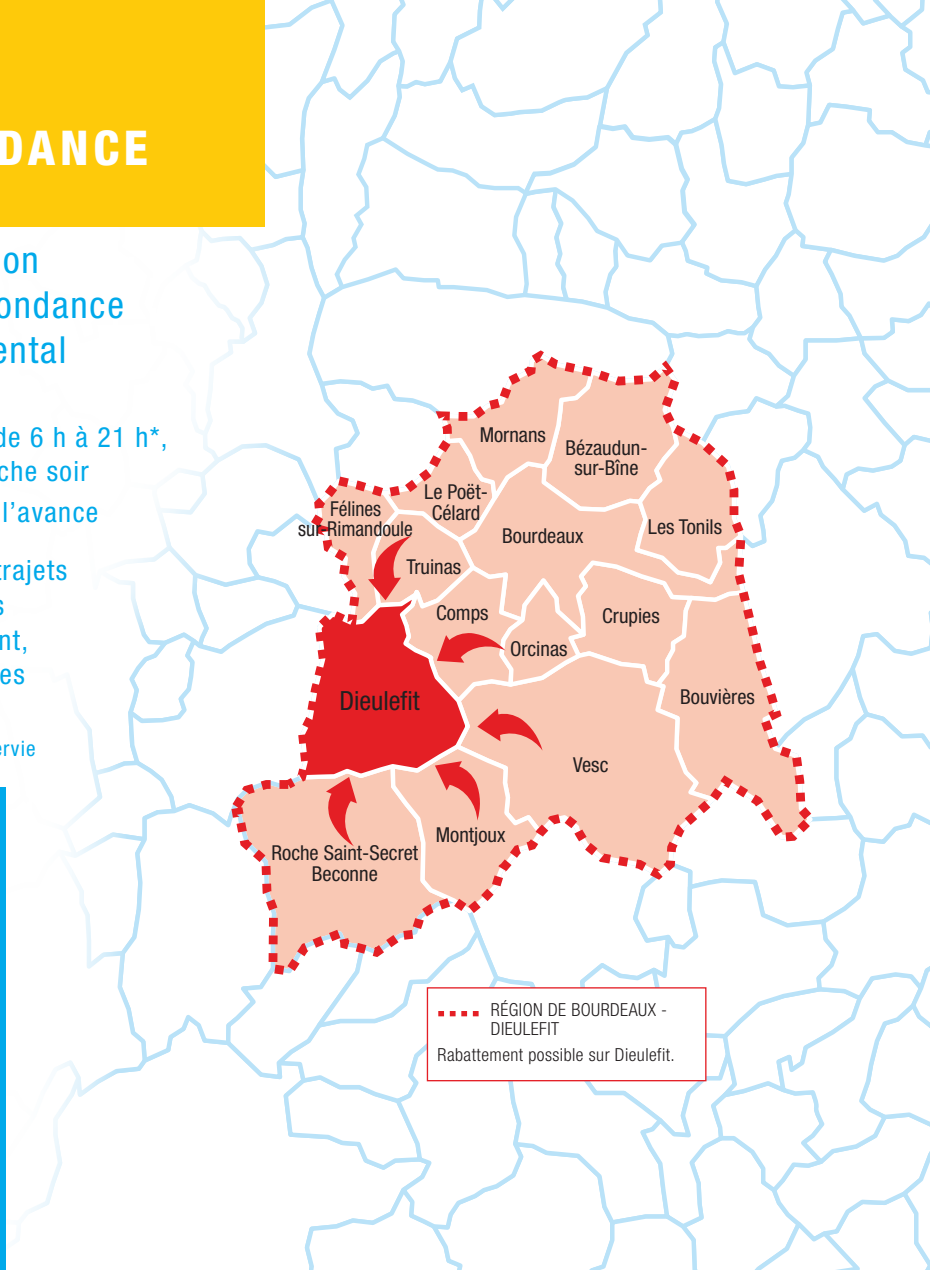 DANCE
on
ondance
ental
de 6 h à 21 h*,
che soir
l'avance
trajets
s
nt,
es
ervie
Mornans
Bézaudun-
sur-Bîne
Le Poët-
Célard
Félines
sur Rimandoule
Bourdeaux
Les Tonils
Truinas
Comps
Crupies
Orcinas
Dieulefit
Bouvières
Vesc
Montjoux
Roche Saint-Secret
Beconne
RÉGION DE BOURDEAUX -
DIEULEFIT
Rabattement possible sur Dieulefit.